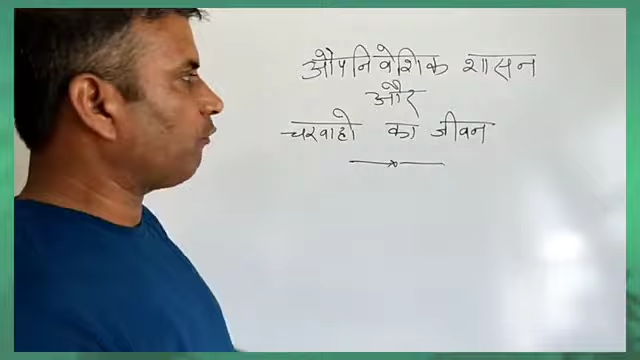 औपनिवेशिक शासन
और
चरवाहो का जीवन